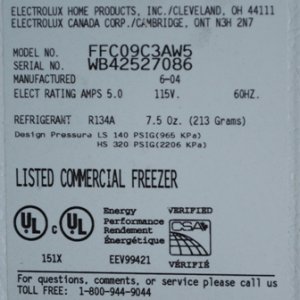 ELECTROLUX HOME PRODUCTS, INC./CLEVELAND, OH 44111
ELECTROLUX CANADA CORP./CAMBRIDGE, ONT N3H 2N7
MODEL NO. FFC09C3AW5
SERIAL NO. WB42527086
MANUFACTURED 6-04
ELECT RATING AMPS 5.0 115V. 60HZ.
REFRIGERANT R134A 7.5 Oz. (213 Grams)
Design Pressure LS 140 PSIG(965 KPa)
HS 320 PSIG(2206 KPa)
LISTED COMMERCIAL FREEZER
UL C UL Energy Performance Rendement Énergétique VERIFIED CSA VÉRIFIÉ
151X EEV99421
For questions, comments, or service please call
TOLL FREE: 1-800-944-9044